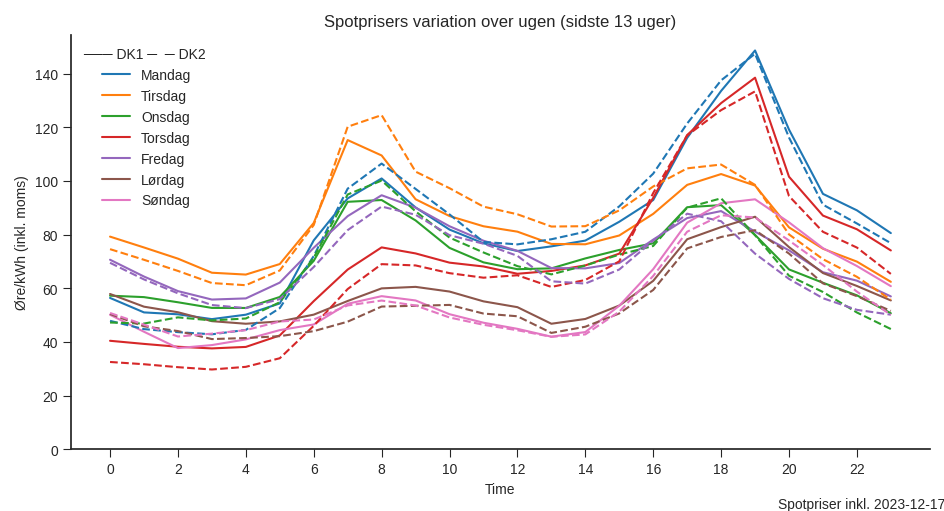 Spotprisers variation over ugen (sidste 13 uger)
DK1 DK2
Mandag
Tirsdag
Onsdag
Torsdag
Fredag
Lørdag
Søndag
Øre/kWh (inkl. moms)
140
120
100
80
60
40
20
0
0 2 4 6 8 10 12 14 16 18 20 22
Time
Spotpriser inkl. 2023-12-17